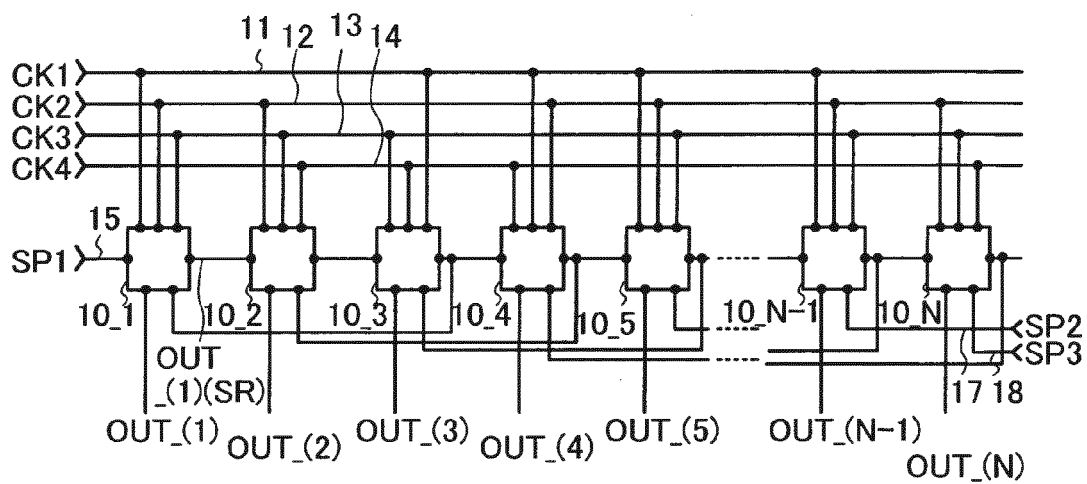 11
12
13
14
CK1
CK2
CK3
CK4
15
SP1
10_1
10_2
10_3
10_4
10_5
10_N-1
10_N
SP2
SP3
OUT
_(1)(SR)
17
18
OUT_(1)
OUT_(2)
OUT_(3)
OUT_(4)
OUT_(5)
OUT_(N-1)
OUT_(N)